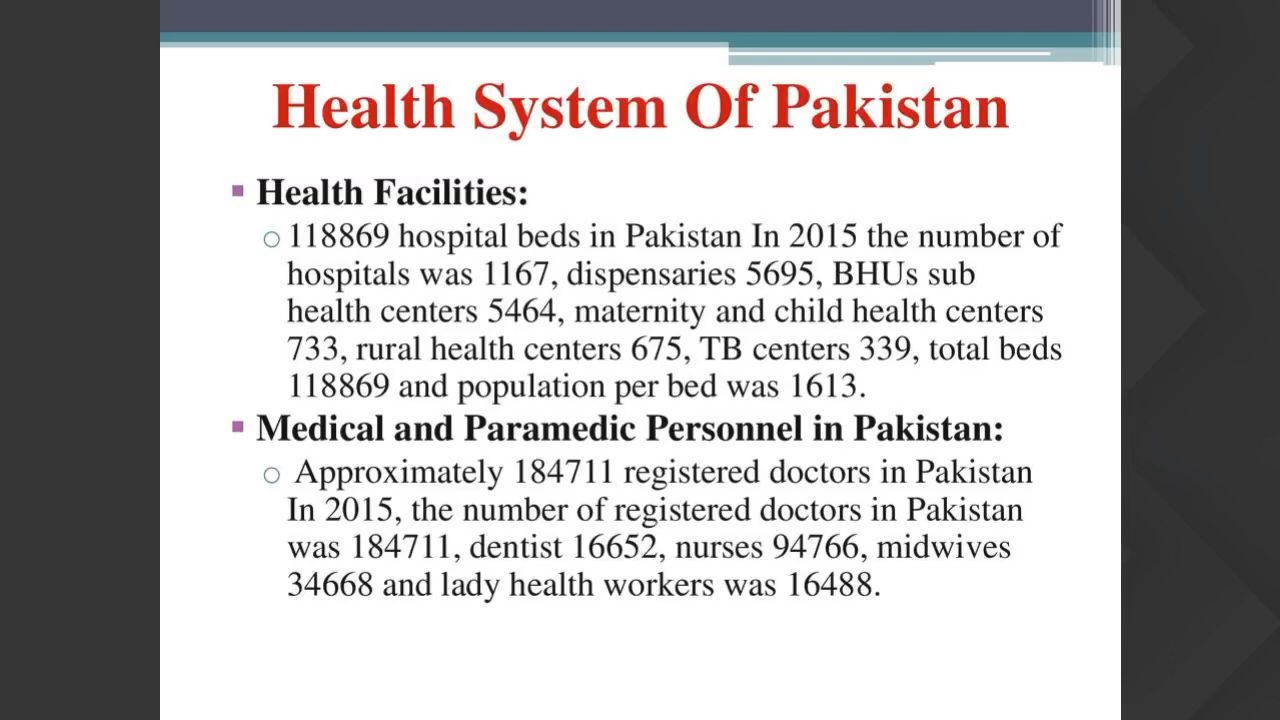 Health System Of Pakistan
Health Facilities:
118869 hospital beds in Pakistan In 2015 the number of
hospitals was 1167, dispensaries 5695, BHUs sub
health centers 5464, maternity and child health centers
733, rural health centers 675, TB centers 339, total beds
118869 and population per bed was 1613.
Medical and Paramedic Personnel in Pakistan:
Approximately 184711 registered doctors in Pakistan
In 2015, the number of registered doctors in Pakistan
was 184711, dentist 16652, nurses 94766, midwives
34668 and lady health workers was 16488.